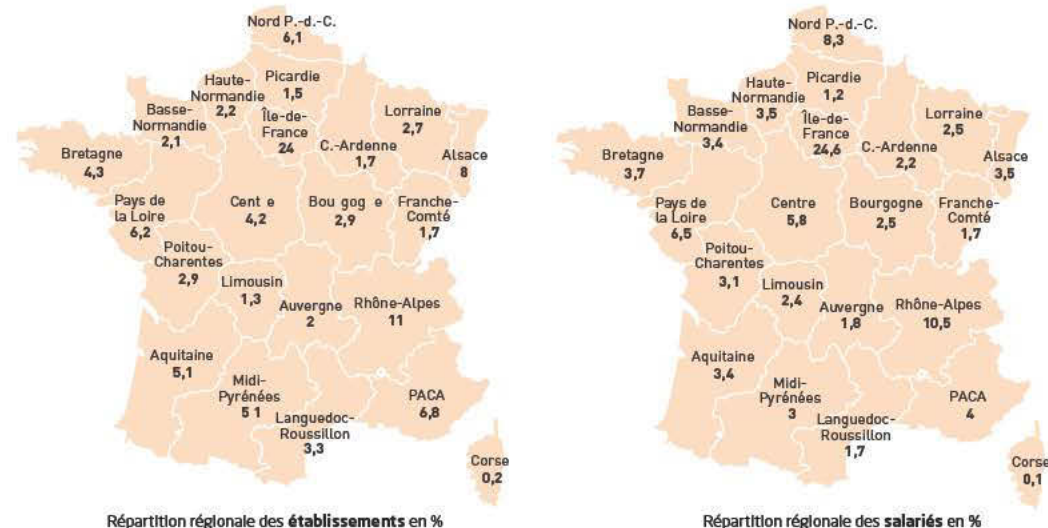 Nord P.-d.-C.
6,1
Haute-
Normandie
2,2
Picardie
1,5
Basse-
Normandie
2,1
Île-de-
France
24
Lorraine
2,7
C.-Ardenne
1,7
Alsace
8
Bretagne
4,3
Pays de
la Loire
6,2
Cent e
4,2
Bou gog e
2,9
Franche-
Comté
1,7
Poitou-
Charentes
2,9
Limousin
1,3
Auvergne
2
Rhône-Alpes
11
Aquitaine
5,1
Midi-
Pyrénées
5 1
Languedoc-
Roussillon
3,3
PACA
6,8
Corse
0,2
Répartition régionale des établissements en %
Nord P.-d.-C.
8,3
Haute-
Normandie
3,5
Picardie
1,2
Basse-
Normandie
3,4
Île-de-
France
24,6
Lorraine
2,5
C.-Ardenne
2,2
Alsace
3,5
Bretagne
3,7
Pays de
la Loire
6,5
Centre
5,8
Bourgogne
2,5
Franche-
Comté
1,7
Poitou-
Charentes
3,1
Limousin
2,4
Auvergne
1,8
Rhône-Alpes
10,5
Aquitaine
3,4
Midi-
Pyrénées
3
Languedoc-
Roussillon
1,7
PACA
4
Corse
0,1
Répartition régionale des salariés en %